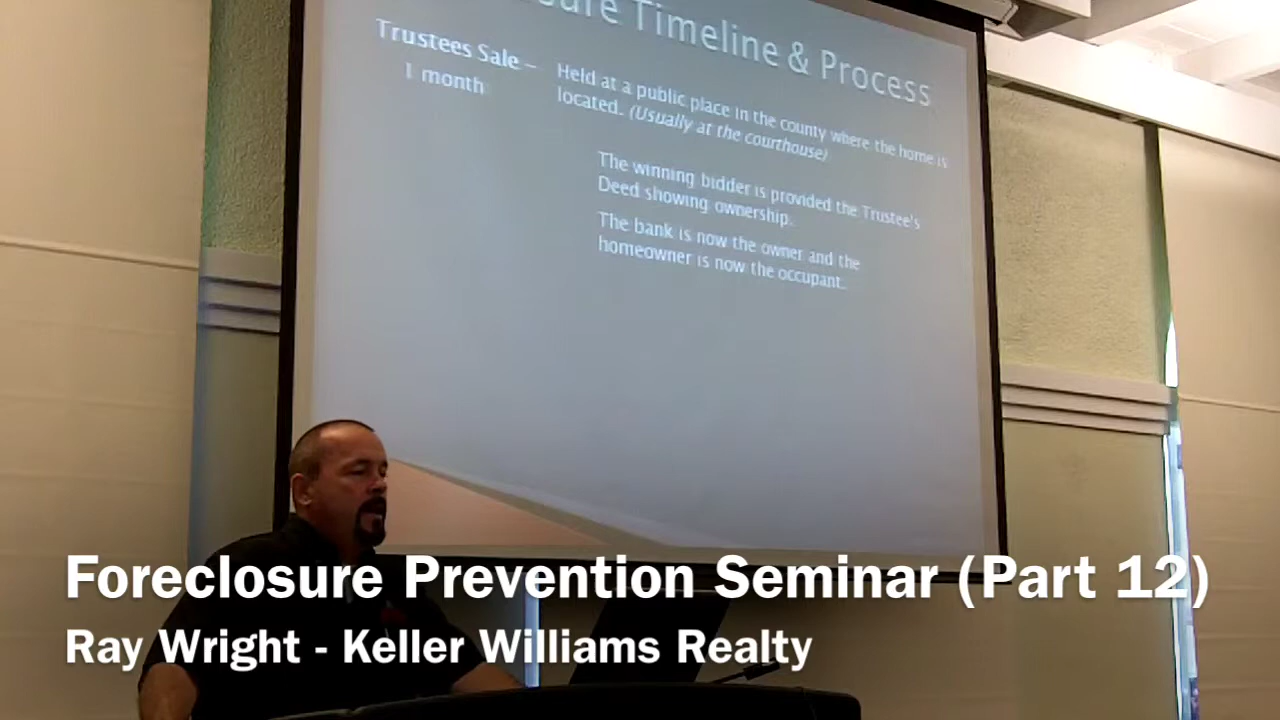 Timeline & Process
Trustees Sale –
1 month
Held at a public place in the county where the home is
located. (Usually at the courthouse)
The winning bidder is provided the Trustee's
Deed showing ownership.
The bank is now the owner and the
homeowner is now the occupant.
Foreclosure Prevention Seminar (Part 12)
Ray Wright - Keller Williams Realty